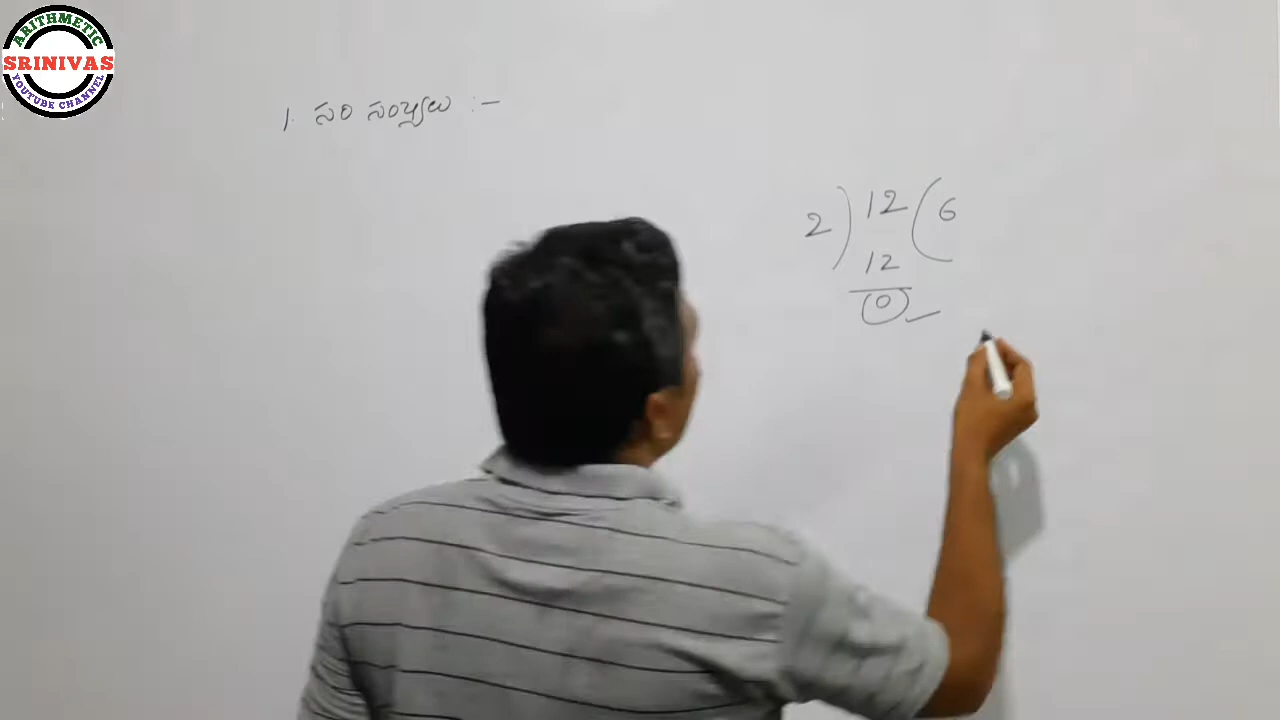 ARITHMETIC
SRINIVAS
YOUTUBE CHANNEL
1. సరి సంఖ్యలు :-
2) 12 (6
12
0